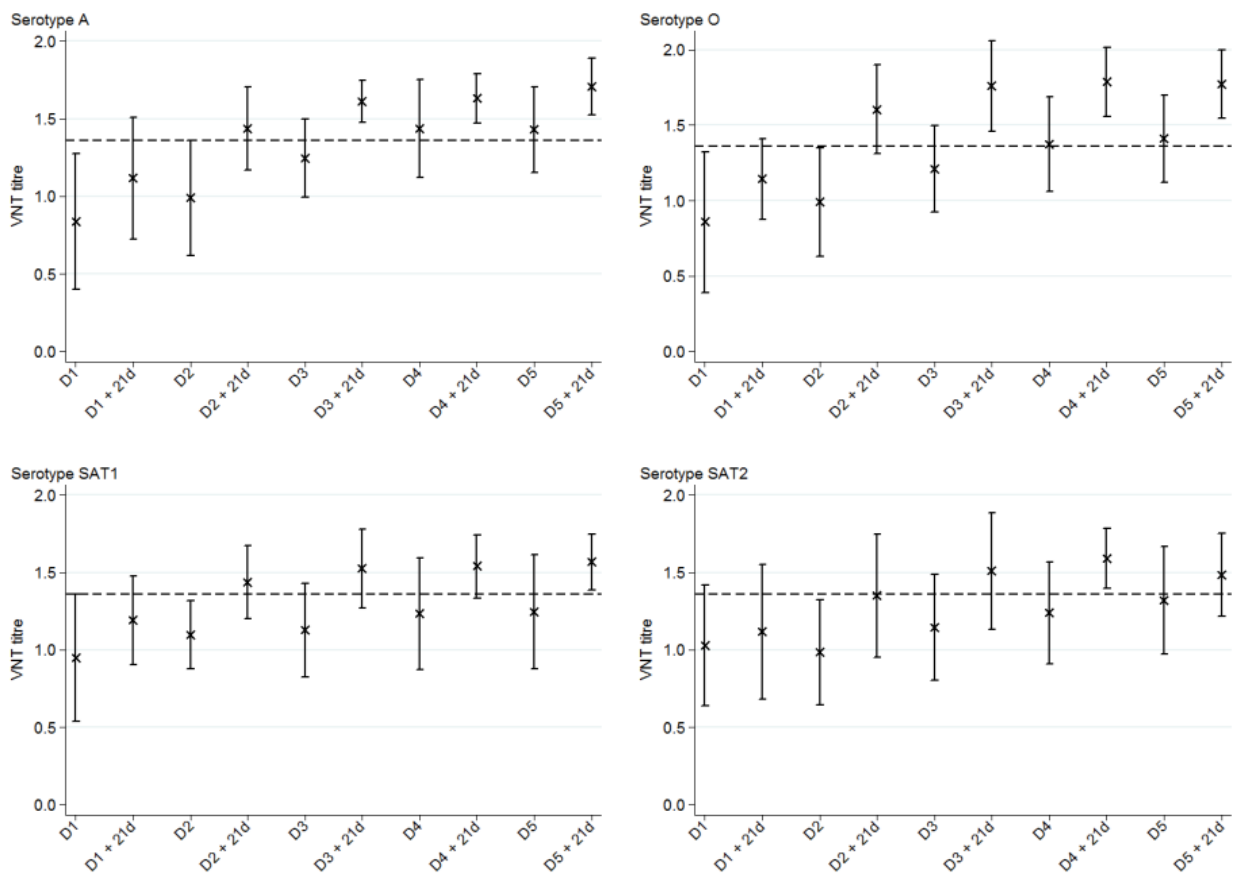 Serotype A
2.0
1.5
1.0
0.5
0.0
VNT titre
D1
D1 + 21d
D2
D2 + 21d
D3
D3 + 21d
D4
D4 + 21d
D5
D5 + 21d
Serotype O
2.0
1.5
1.0
0.5
0.0
VNT titre
D1
D1 + 21d
D2
D2 + 21d
D3
D3 + 21d
D4
D4 + 21d
D5
D5 + 21d
Serotype SAT1
2.0
1.5
1.0
0.5
0.0
VNT titre
D1
D1 + 21d
D2
D2 + 21d
D3
D3 + 21d
D4
D4 + 21d
D5
D5 + 21d
Serotype SAT2
2.0
1.5
1.0
0.5
0.0
VNT titre
D1
D1 + 21d
D2
D2 + 21d
D3
D3 + 21d
D4
D4 + 21d
D5
D5 + 21d